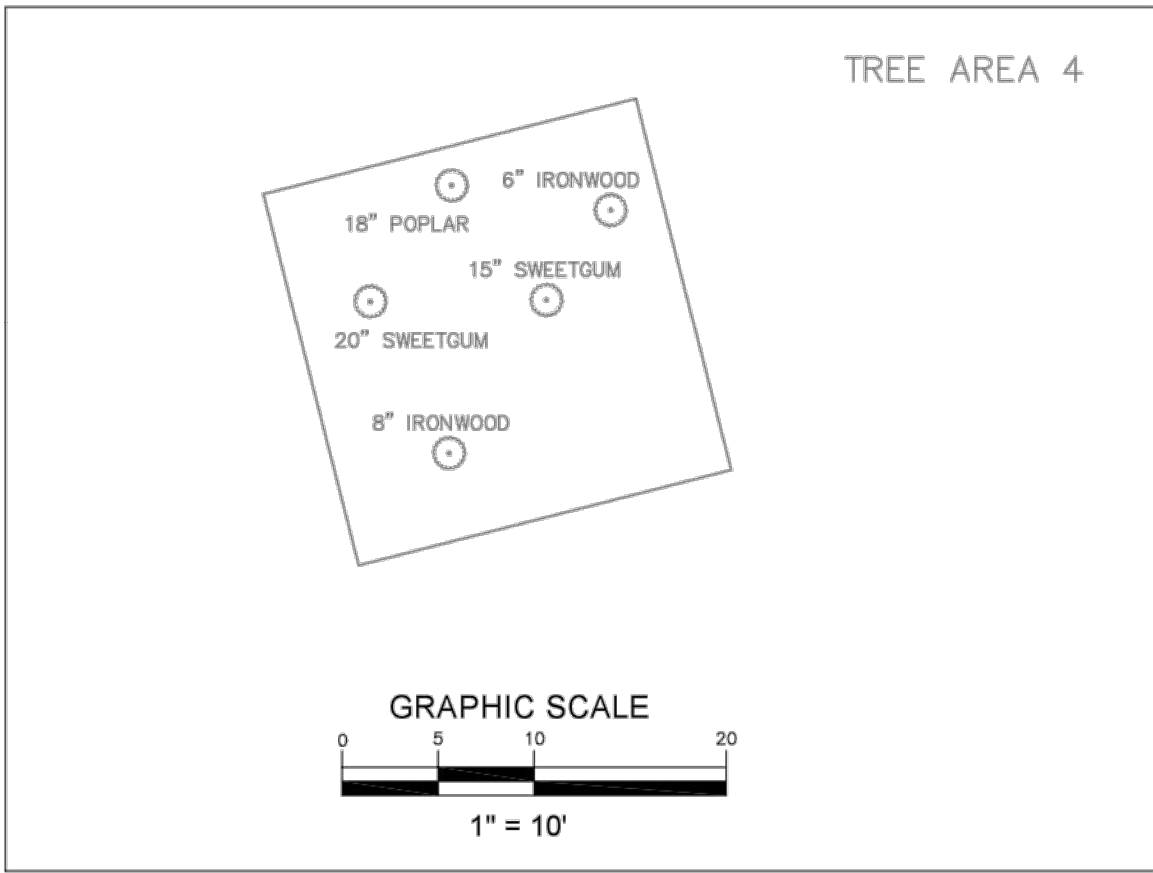 TREE AREA 4
6” IRONWOOD
18” POPLAR
15” SWEETGUM
20” SWEETGUM
8” IRONWOOD
GRAPHIC SCALE
0 5 10 20
1" = 10'